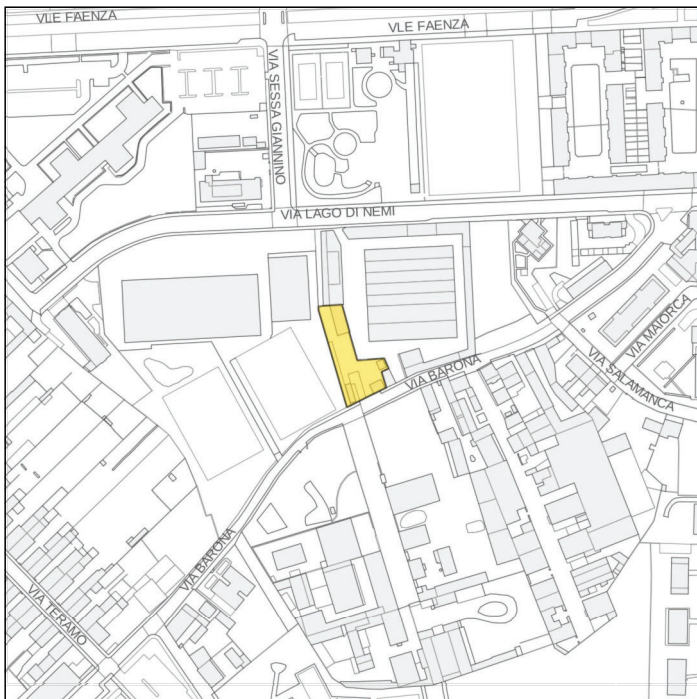 VLE FAENZA
VLE FAENZA
VIA SESSA GIANNINO
VIA LAGO DI NEMI
VIA MAIORCA
VIA BARONA
VIA SALAMANCA
VIA BARONA
VIA TERAMO